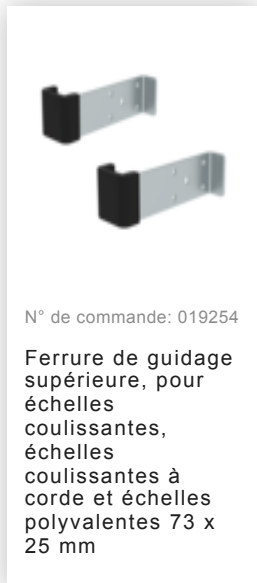 N° de commande: 019254
Ferrure de guidage
supérieure, pour
échelles
coulissantes,
échelles
coulissantes à
corde et échelles
polyvalentes 73 x
25 mm